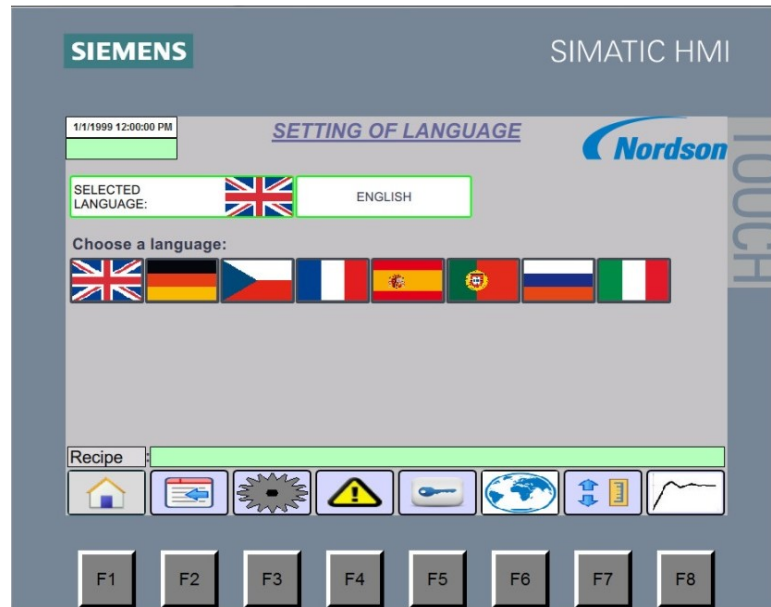 SIEMENS
SIMATIC HMI
TOUCH
1/1/1999 12:00:00 PM
SETTING OF LANGUAGE
Nordson
SELECTED
LANGUAGE:
ENGLISH
Choose a language:
Recipe :
F1 F2 F3 F4 F5 F6 F7 F8